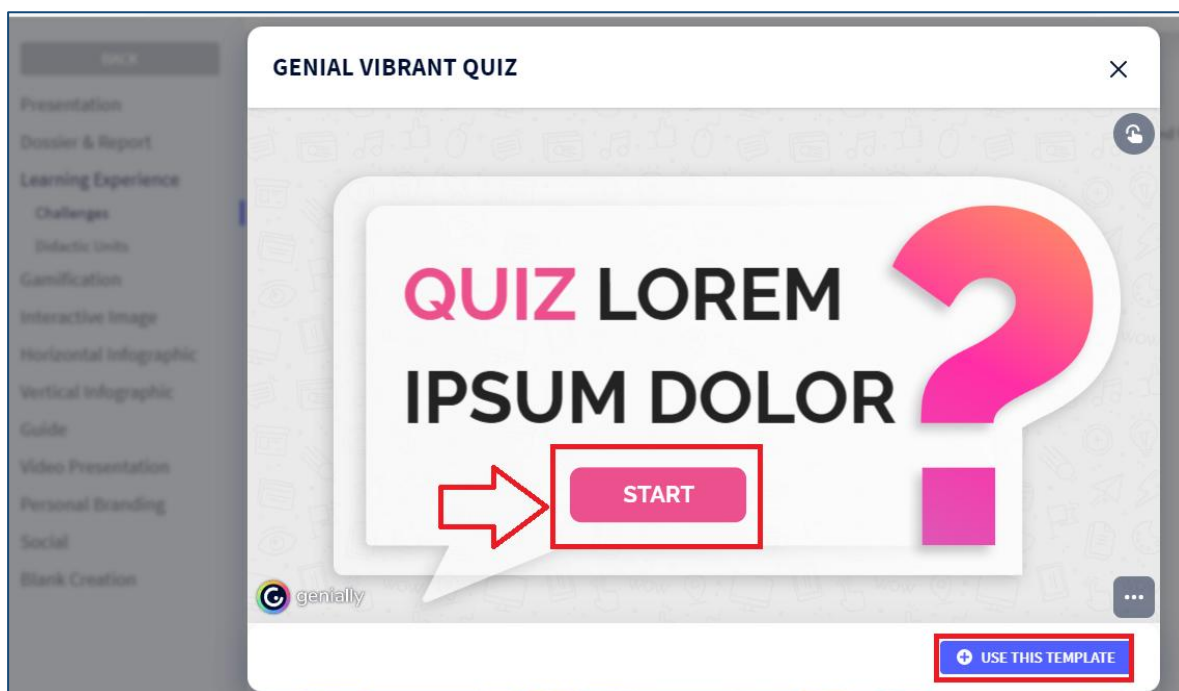 BACK
Presentation
Dossier & Report
Learning Experience
Challenges
Didactic Units
Gamification
Interactive Image
Horizontal Infographic
Vertical Infographic
Guide
Video Presentation
Personal Branding
Social
Blank Creation
GENIAL VIBRANT QUIZ
QUIZ LOREM
IPSUM DOLOR
START
genially
USE THIS TEMPLATE